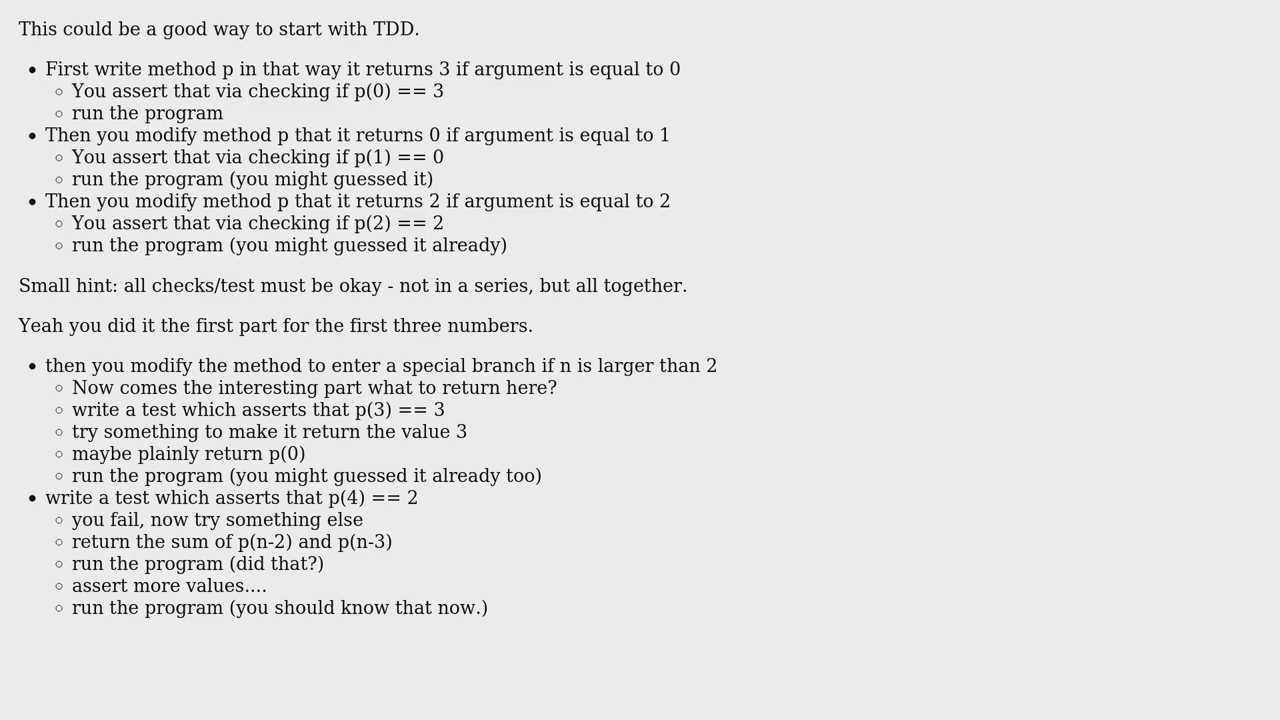 This could be a good way to start with TDD.
• First write method p in that way it returns 3 if argument is equal to 0
◦ You assert that via checking if p(0) == 3
◦ run the program
• Then you modify method p that it returns 0 if argument is equal to 1
◦ You assert that via checking if p(1) == 0
◦ run the program (you might guessed it)
• Then you modify method p that it returns 2 if argument is equal to 2
◦ You assert that via checking if p(2) == 2
◦ run the program (you might guessed it already)
Small hint: all checks/test must be okay - not in a series, but all together.
Yeah you did it the first part for the first three numbers.
• then you modify the method to enter a special branch if n is larger than 2
◦ Now comes the interesting part what to return here?
◦ write a test which asserts that p(3) == 3
◦ try something to make it return the value 3
◦ maybe plainly return p(0)
◦ run the program (you might guessed it already too)
• write a test which asserts that p(4) == 2
◦ you fail, now try something else
◦ return the sum of p(n-2) and p(n-3)
◦ run the program (did that?)
◦ assert more values....
◦ run the program (you should know that now.)